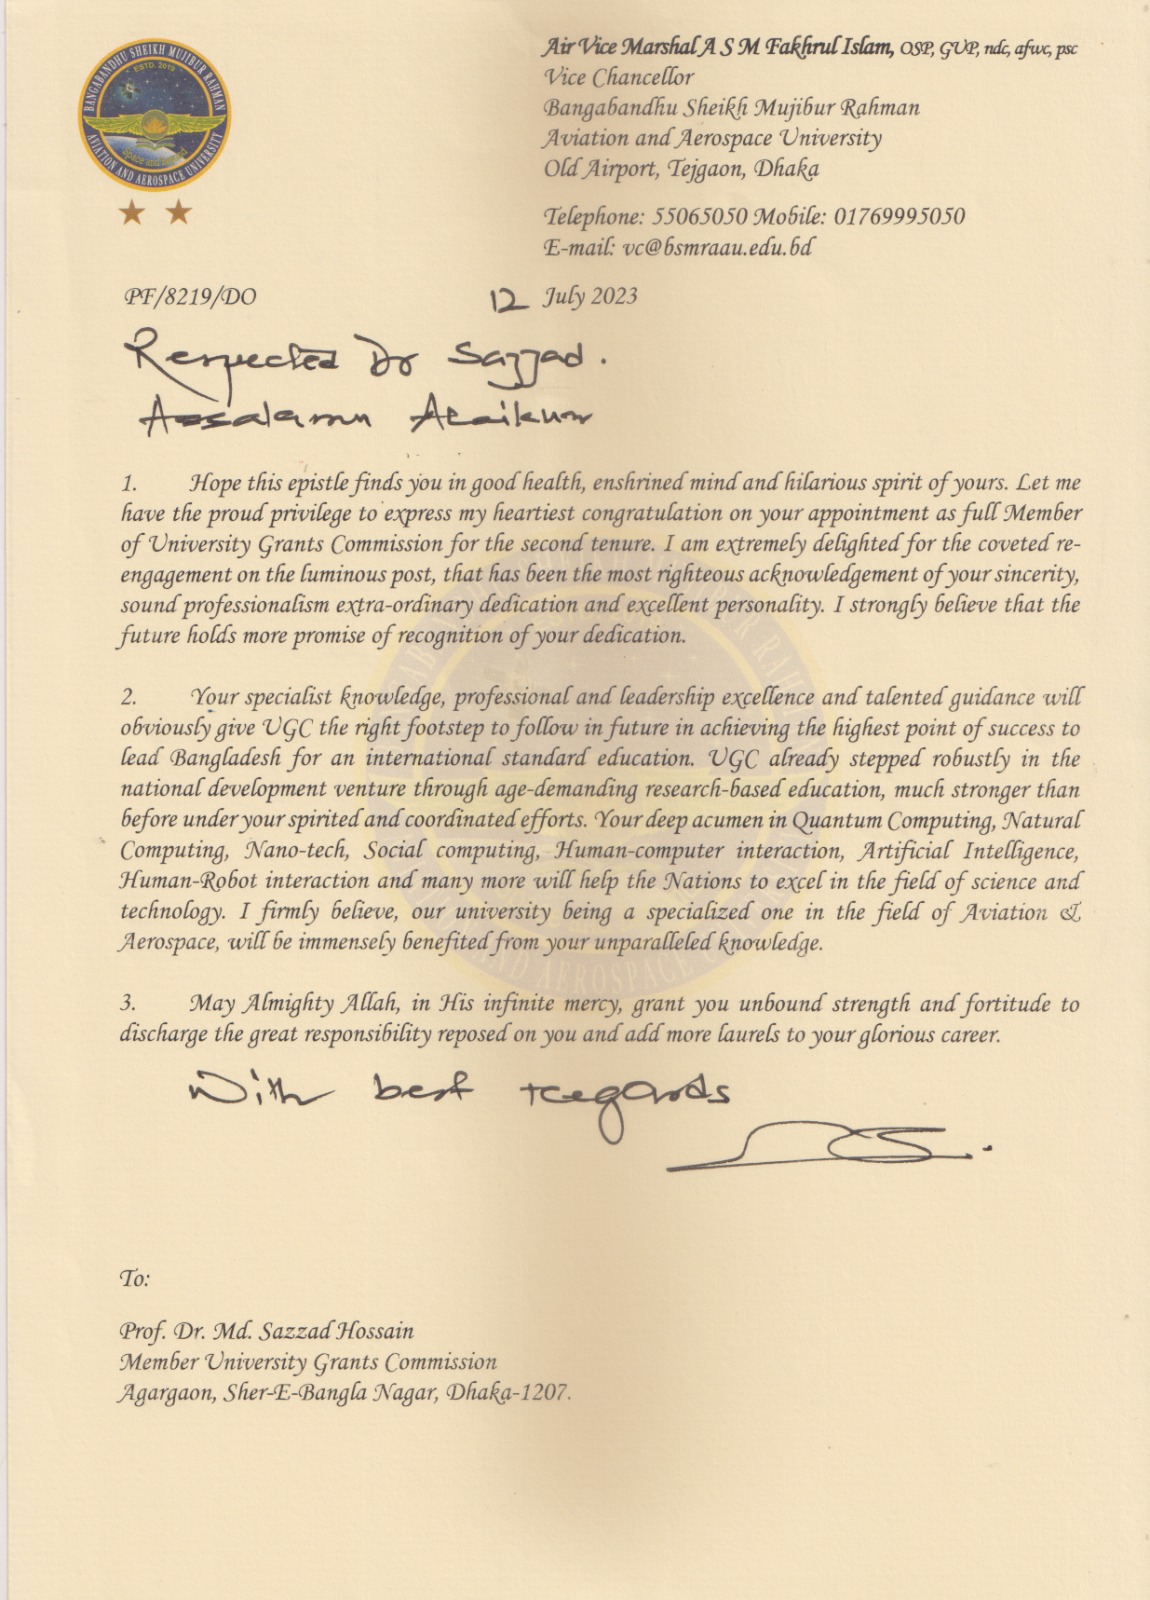 BANGABANDHU SHEIKH MUJIBUR RAHMAN
AVIATION AND AEROSPACE UNIVERSITY
ESTD. 2019
Space and beyond
Air Vice Marshal A S M Fakhrul Islam, OSP, GUP, ndc, afwc, psc
Vice Chancellor
Bangabandhu Sheikh Mujibur Rahman
Aviation and Aerospace University
Old Airport, Tejgaon, Dhaka
Telephone: 55065050 Mobile: 01769995050
E-mail: vc@bsmraau.edu.bd
PF/8219/DO 12 July 2023
Respected Dr Sazzad.
Assalamu Alaikum
1. Hope this epistle finds you in good health, enshrined mind and hilarious spirit of yours. Let me
have the proud privilege to express my heartiest congratulation on your appointment as full Member
of University Grants Commission for the second tenure. I am extremely delighted for the coveted re-
engagement on the luminous post, that has been the most righteous acknowledgement of your sincerity,
sound professionalism extra-ordinary dedication and excellent personality. I strongly believe that the
future holds more promise of recognition of your dedication.
2. Your specialist knowledge, professional and leadership excellence and talented guidance will
obviously give UGC the right footstep to follow in future in achieving the highest point of success to
lead Bangladesh for an international standard education. UGC already stepped robustly in the
national development venture through age-demanding research-based education, much stronger than
before under your spirited and coordinated efforts. Your deep acumen in Quantum Computing, Natural
Computing, Nano-tech, Social computing, Human-computer interaction, Artificial Intelligence,
Human-Robot interaction and many more will help the Nations to excel in the field of science and
technology. I firmly believe, our university being a specialized one in the field of Aviation &
Aerospace, will be immensely benefited from your unparalleled knowledge.
3. May Almighty Allah, in His infinite mercy, grant you unbound strength and fortitude to
discharge the great responsibility reposed on you and add more laurels to your glorious career.
With best regards
To:
Prof. Dr. Md. Sazzad Hossain
Member University Grants Commission
Agargaon, Sher-E-Bangla Nagar, Dhaka-1207.